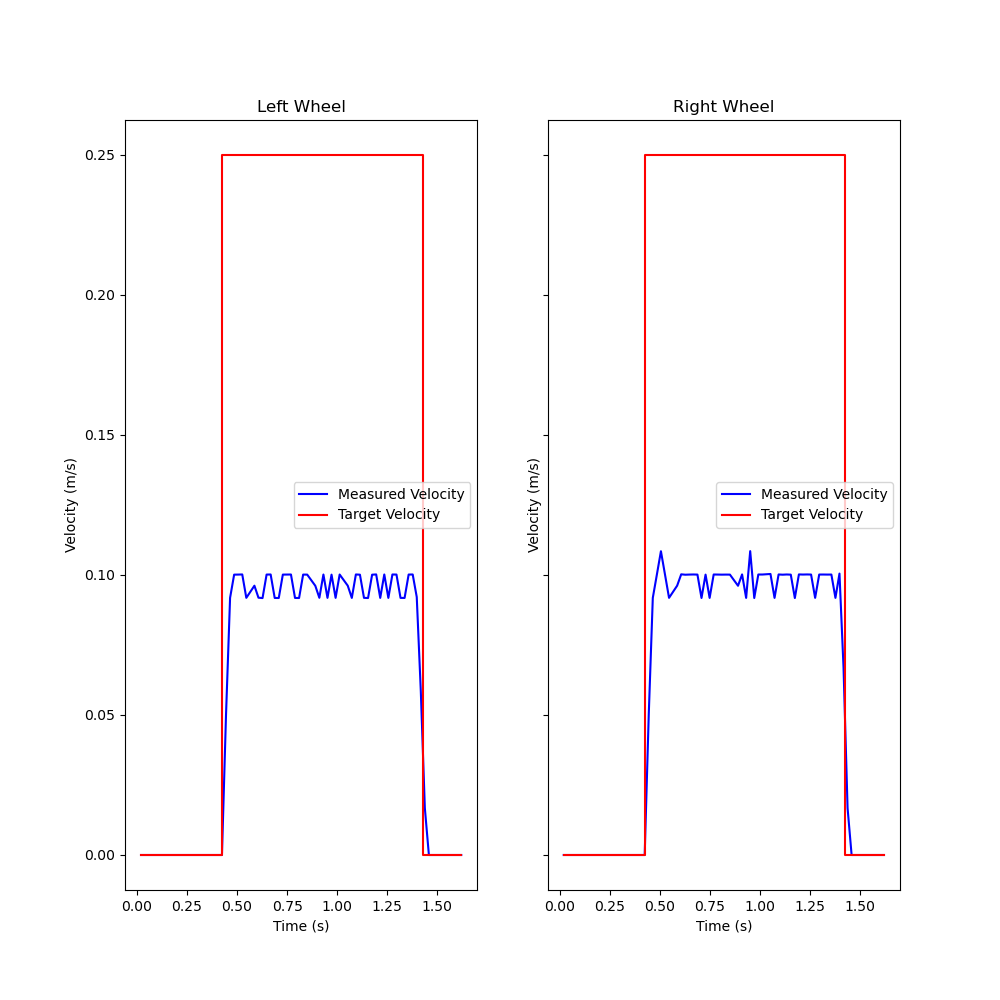 Left Wheel
Velocity (m/s)
0.25
0.20
0.15
0.10
0.05
0.00
Measured Velocity
Target Velocity
0.00 0.25 0.50 0.75 1.00 1.25 1.50
Time (s)
Right Wheel
Velocity (m/s)
Measured Velocity
Target Velocity
0.00 0.25 0.50 0.75 1.00 1.25 1.50
Time (s)